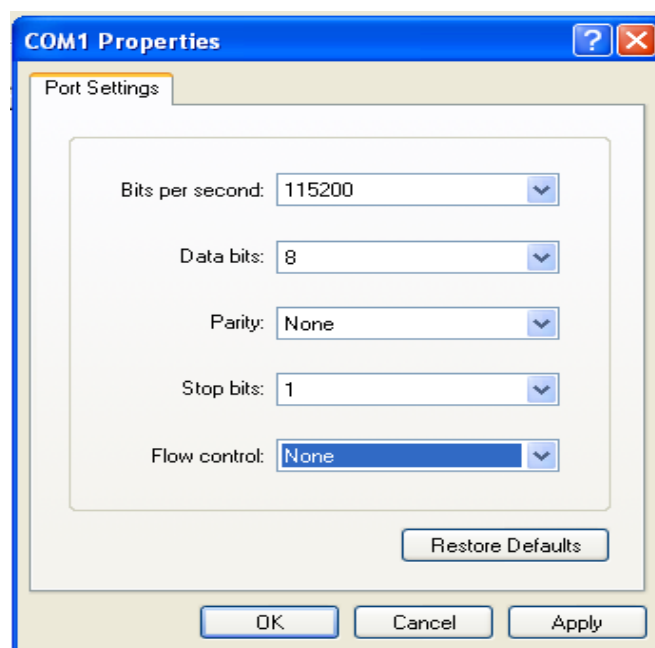 COM1 Properties
Port Settings
Bits per second: 115200
Data bits: 8
Parity: None
Stop bits: 1
Flow control: None
Restore Defaults
OK Cancel Apply